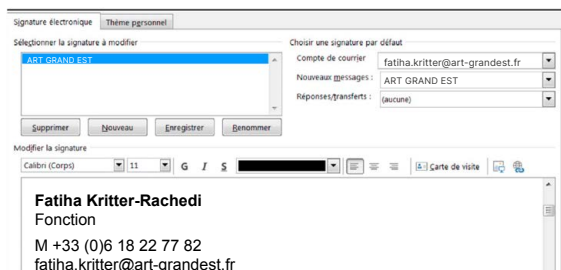 Signature électronique Thème personnel
Sélectionner la signature à modifier
ART GRAND EST
Supprimer Nouveau Enregistrer Renommer
Choisir une signature par défaut
Compte de courrier fatiha.kritter@art-grandest.fr
Nouveaux messages : ART GRAND EST
Réponses/transferts : (aucune)
Modifier la signature
Calibri (Corps) 11 G I S Carte de visite
Fatiha Kritter-Rachedi
Fonction
M +33 (0)6 18 22 77 82
fatiha.kritter@art-grandest.fr